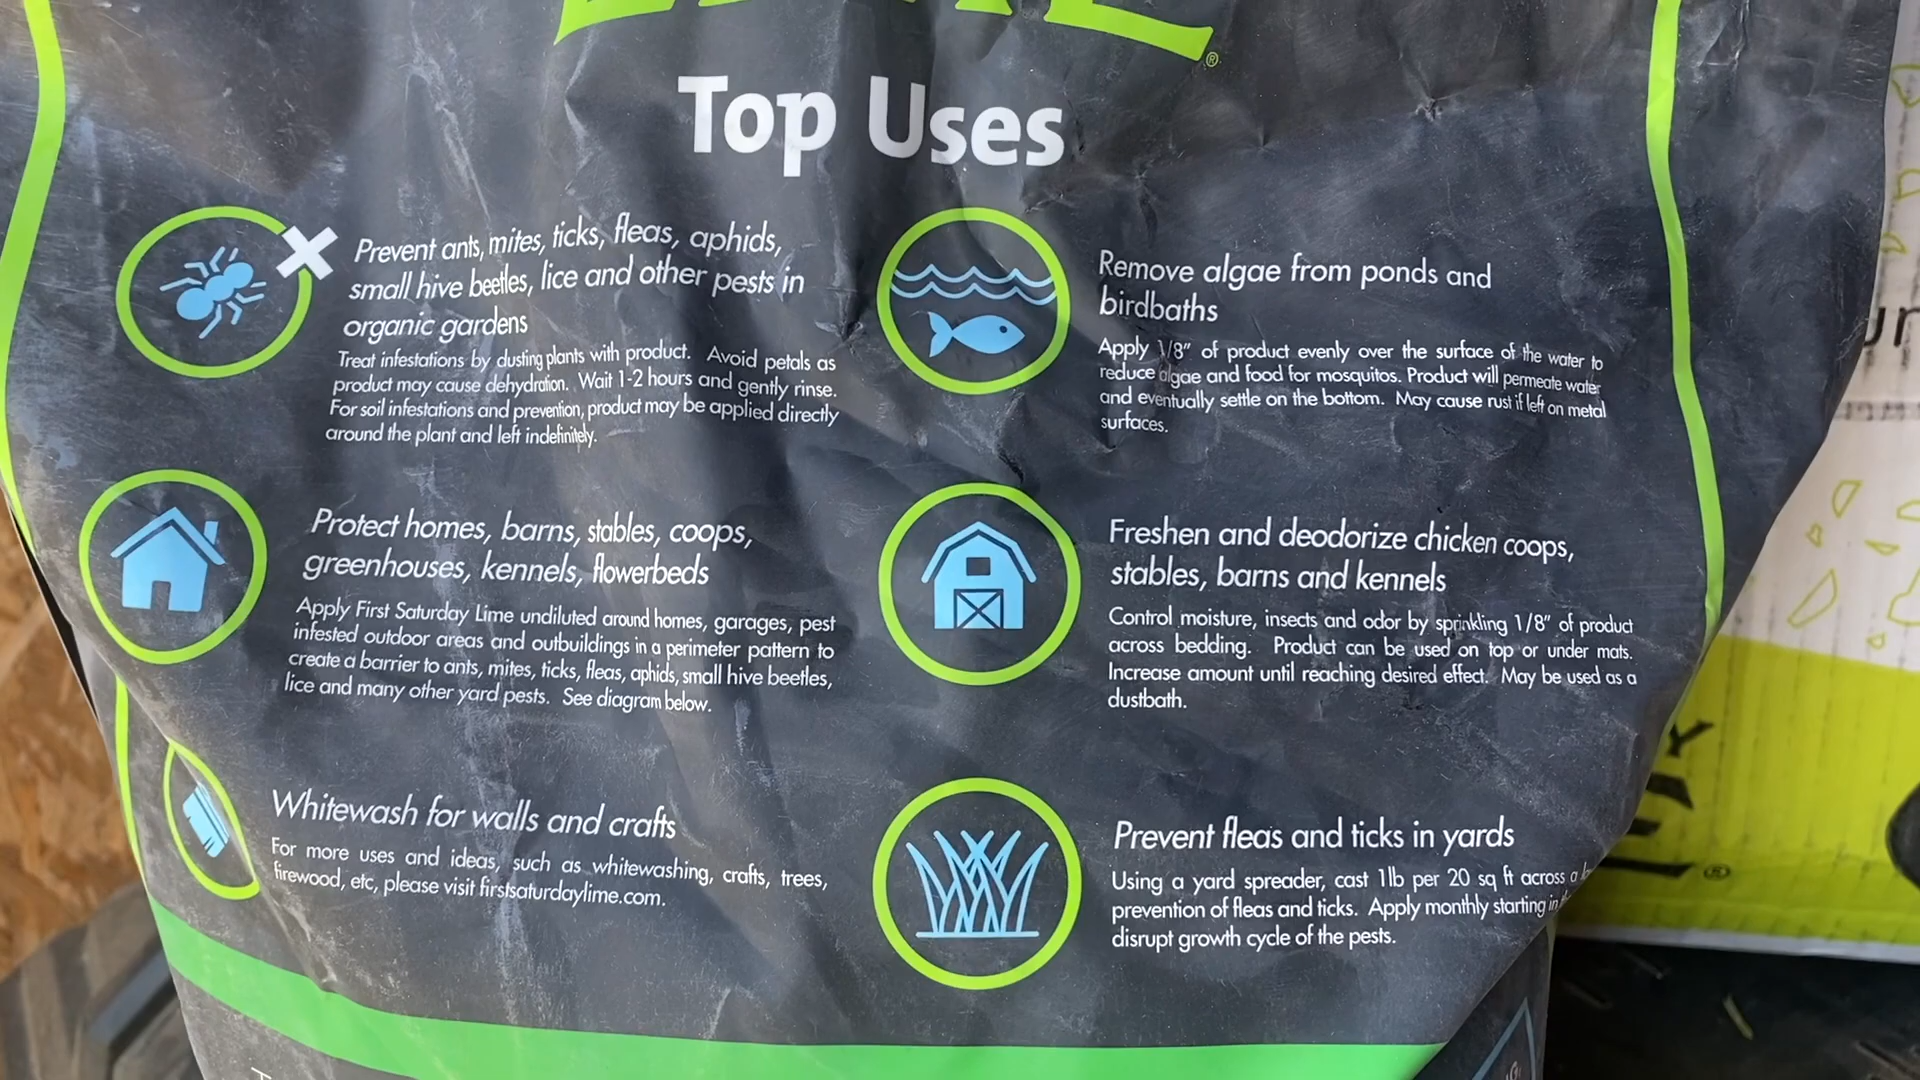 Top Uses
Prevent ants, mites, ticks, fleas, aphids,
small hive beetles, lice and other pests in
organic gardens
Treat infestations by dusting plants with product. Avoid petals as
product may cause dehydration. Wait 1-2 hours and gently rinse.
For soil infestations and prevention, product may be applied directly
around the plant and left indefinitely.
Remove algae from ponds and
birdbaths
Apply 1/8" of product evenly over the surface of the water to
reduce algae and food for mosquitos. Product will permeate water
and eventually settle on the bottom. May cause rust if left on metal
surfaces.
Protect homes, barns, stables, coops,
greenhouses, kennels, flowerbeds
Apply First Saturday Lime undiluted around homes, garages, pest
infested outdoor areas and outbuildings in a perimeter pattern to
create a barrier to ants, mites, ticks, fleas, aphids, small hive beetles,
lice and many other yard pests. See diagram below.
Freshen and deodorize chicken coops,
stables, barns and kennels
Control moisture, insects and odor by sprinkling 1/8" of product
across bedding. Product can be used on top or under mats.
Increase amount until reaching desired effect. May be used as a
dustbath.
Whitewash for walls and crafts
For more uses and ideas, such as whitewashing, crafts, trees,
firewood, etc, please visit firstsaturdaylime.com.
Prevent fleas and ticks in yards
Using a yard spreader, cast 1lb per 20 sq ft across a
prevention of fleas and ticks. Apply monthly starting in
disrupt growth cycle of the pests.